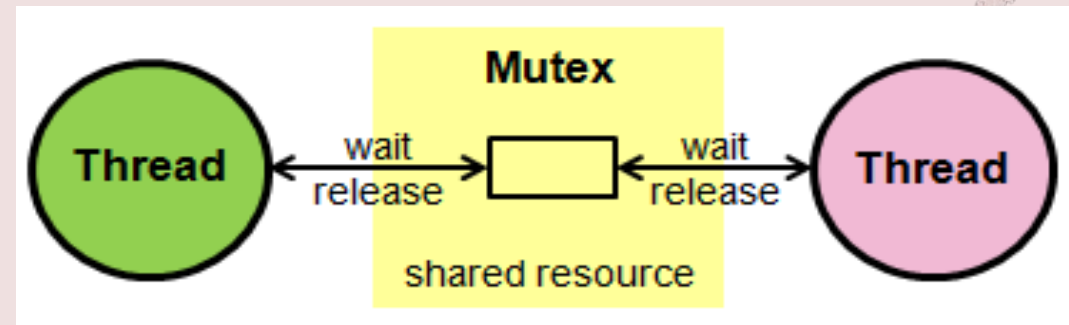 Mutex
Thread
wait
release
wait
release
Thread
shared resource